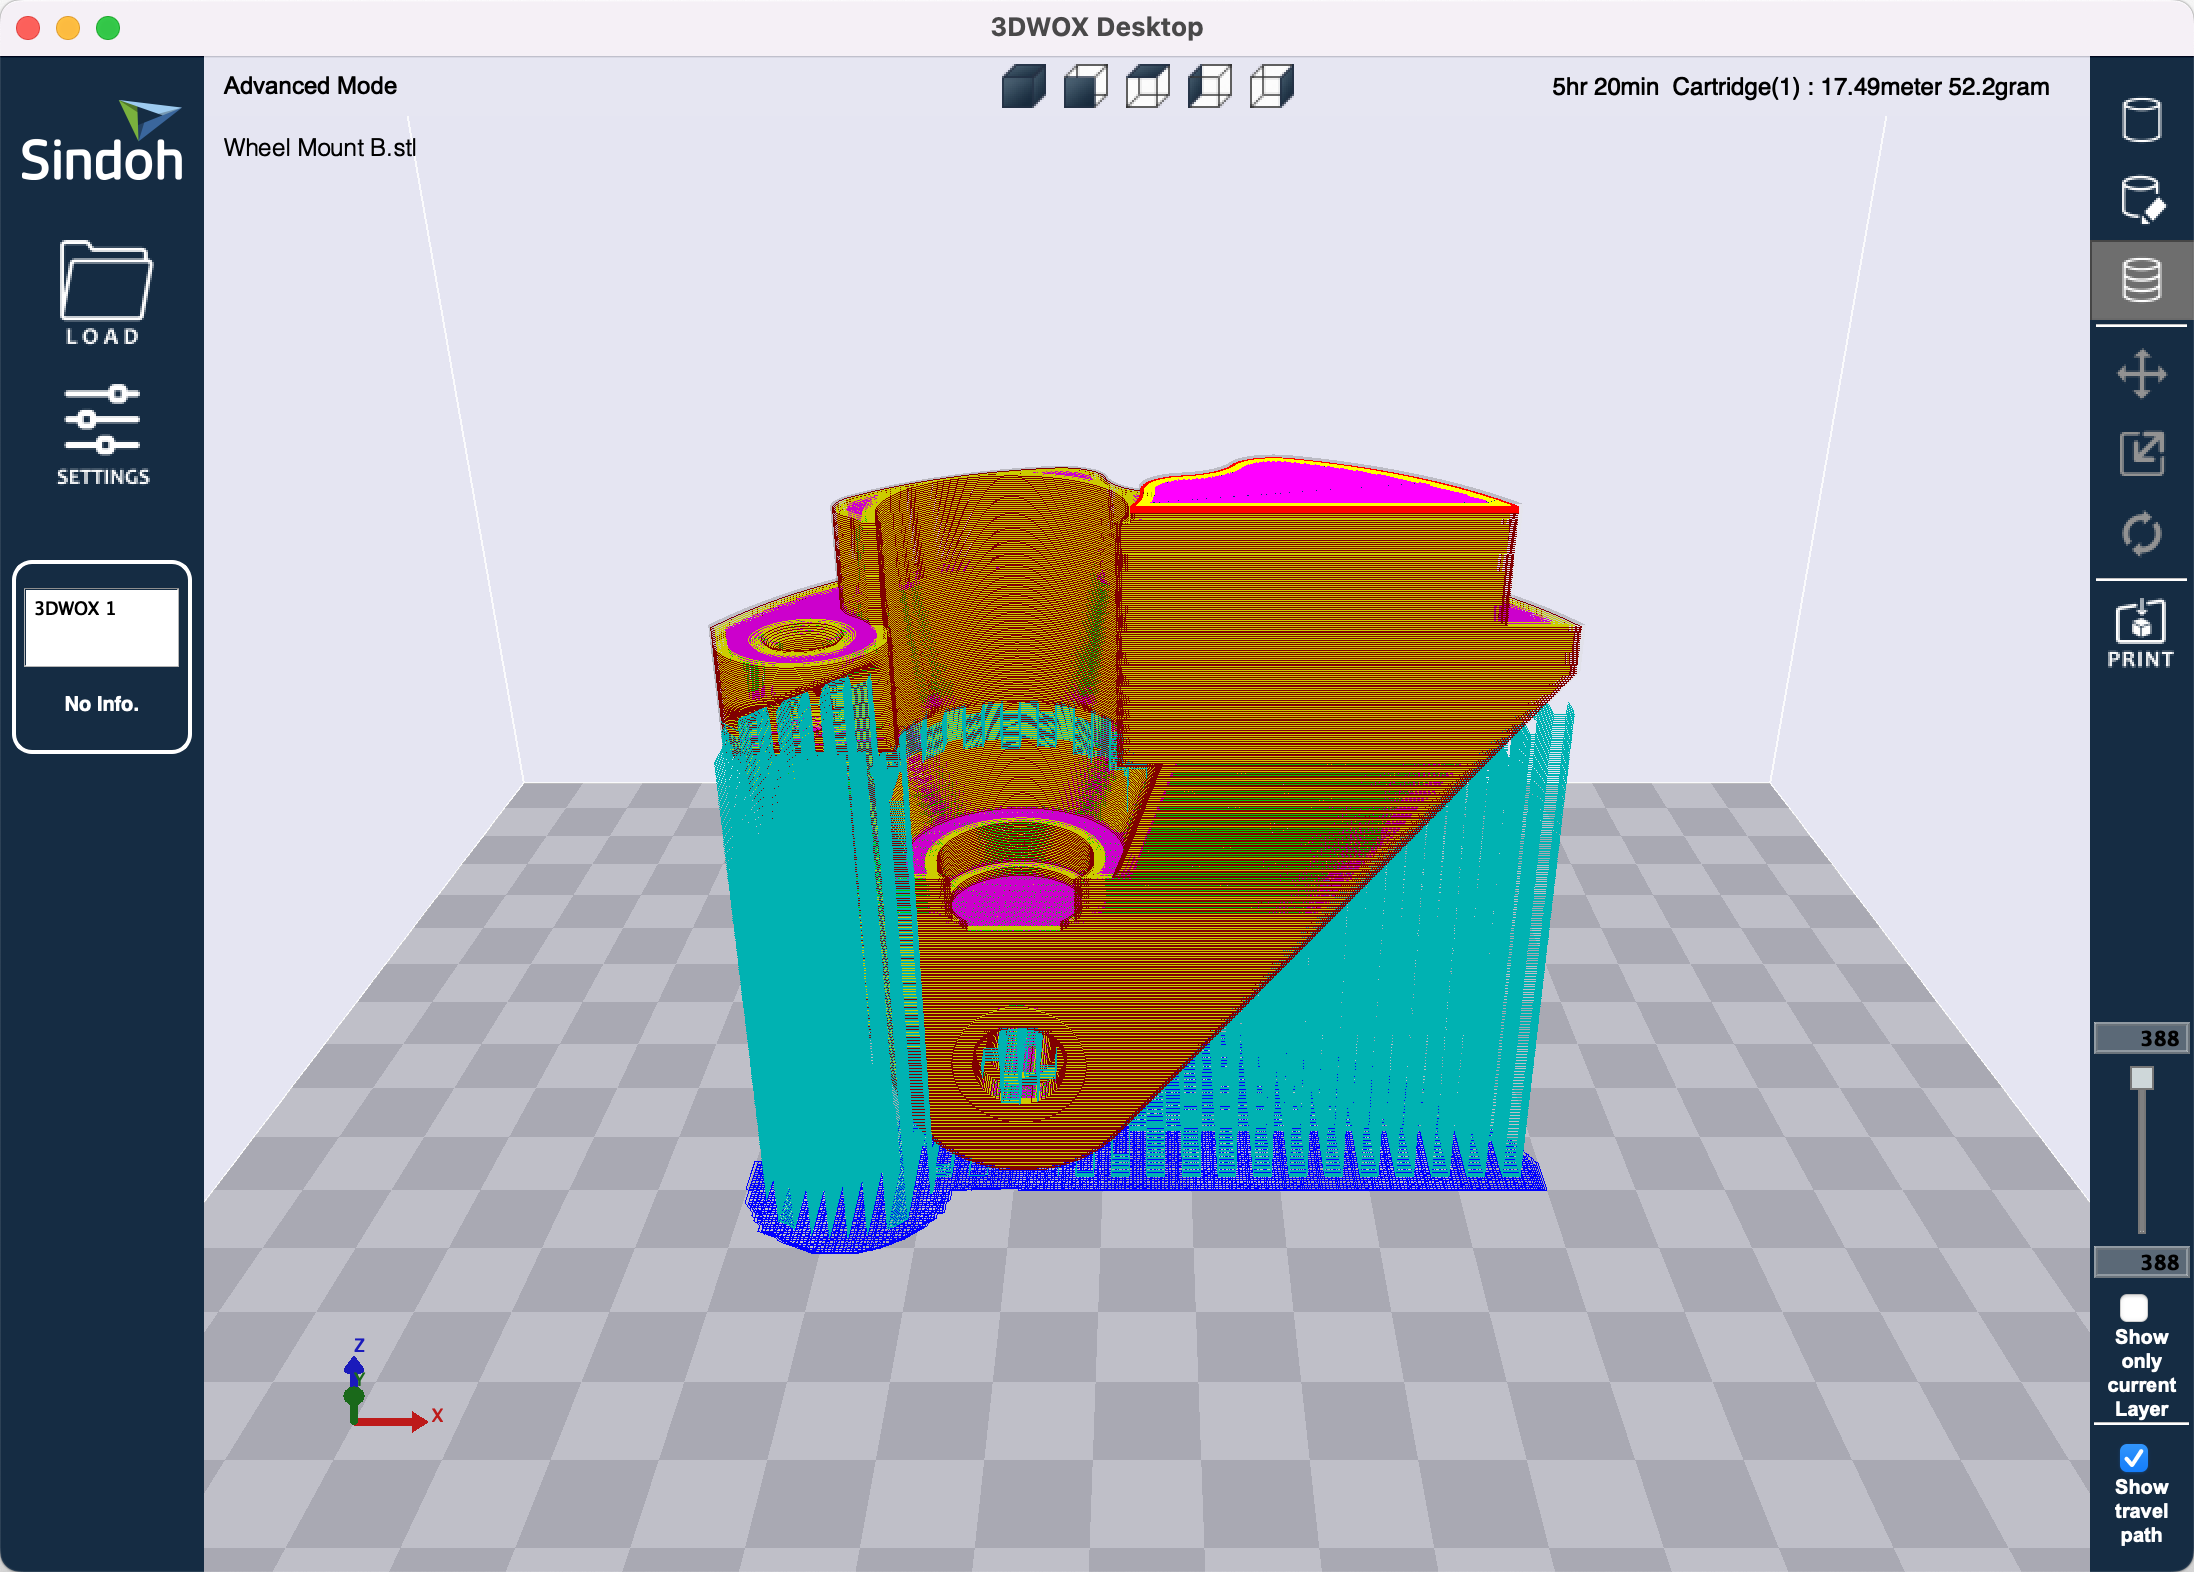 3DWOX Desktop
Sindoh
LOAD
SETTINGS
3DWOX 1
No Info.
Advanced Mode
Wheel Mount B.stl
5hr 20min Cartridge(1) : 17.49meter 52.2gram
Z
Y
X
PRINT
388
388
Show
only
current
Layer
Show
travel
path